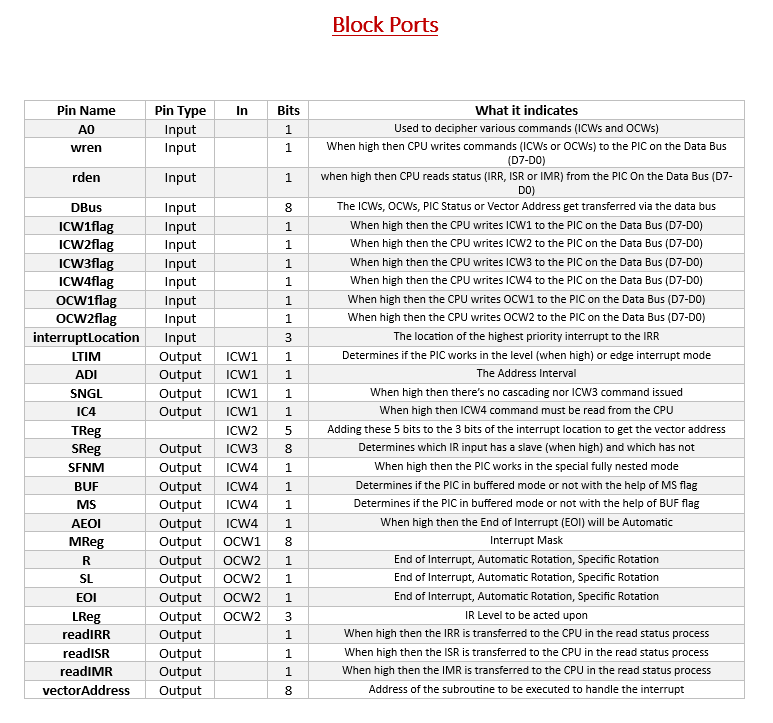 Block Ports
Pin Name Pin Type In Bits What it indicates
A0 Input 1 Used to decipher various commands (ICWs and OCWs)
wren Input 1 When high then CPU writes commands (ICWs or OCWs) to the PIC on the Data Bus
(D7-D0)
rden Input 1 when high then CPU reads status (IRR, ISR or IMR) from the PIC On the Data Bus (D7-
D0)
DBus Input 8 The ICWs, OCWs, PIC Status or Vector Address get transferred via the data bus
ICW1flag Input 1 When high then the CPU writes ICW1 to the PIC on the Data Bus (D7-D0)
ICW2flag Input 1 When high then the CPU writes ICW2 to the PIC on the Data Bus (D7-D0)
ICW3flag Input 1 When high then the CPU writes ICW3 to the PIC on the Data Bus (D7-D0)
ICW4flag Input 1 When high then the CPU writes ICW4 to the PIC on the Data Bus (D7-D0)
OCW1flag Input 1 When high then the CPU writes OCW1 to the PIC on the Data Bus (D7-D0)
OCW2flag Input 1 When high then the CPU writes OCW2 to the PIC on the Data Bus (D7-D0)
interruptLocation Input 3 The location of the highest priority interrupt to the IRR
LTIM Output ICW1 1 Determines if the PIC works in the level (when high) or edge interrupt mode
ADI Output ICW1 1 The Address Interval
SNGL Output ICW1 1 When high then there's no cascading nor ICW3 command issued
IC4 Output ICW1 1 When high then ICW4 command must be read from the CPU
TReg ICW2 5 Adding these 5 bits to the 3 bits of the interrupt location to get the vector address
SReg Output ICW3 8 Determines which IR input has a slave (when high) and which has not
SFNM Output ICW4 1 When high then the PIC works in the special fully nested mode
BUF Output ICW4 1 Determines if the PIC in buffered mode or not with the help of MS flag
MS Output ICW4 1 Determines if the PIC in buffered mode or not with the help of BUF flag
AEOI Output ICW4 1 When high then the End of Interrupt (EOI) will be Automatic
MReg Output OCW1 8 Interrupt Mask
R Output OCW2 1 End of Interrupt, Automatic Rotation, Specific Rotation
SL Output OCW2 1 End of Interrupt, Automatic Rotation, Specific Rotation
EOI Output OCW2 1 End of Interrupt, Automatic Rotation, Specific Rotation
LReg Output OCW2 3 IR Level to be acted upon
readIRR Output 1 When high then the IRR is transferred to the CPU in the read status process
readISR Output 1 When high then the ISR is transferred to the CPU in the read status process
readIMR Output 1 When high then the IMR is transferred to the CPU in the read status process
vectorAddress Output 8 Address of the subroutine to be executed to handle the interrupt